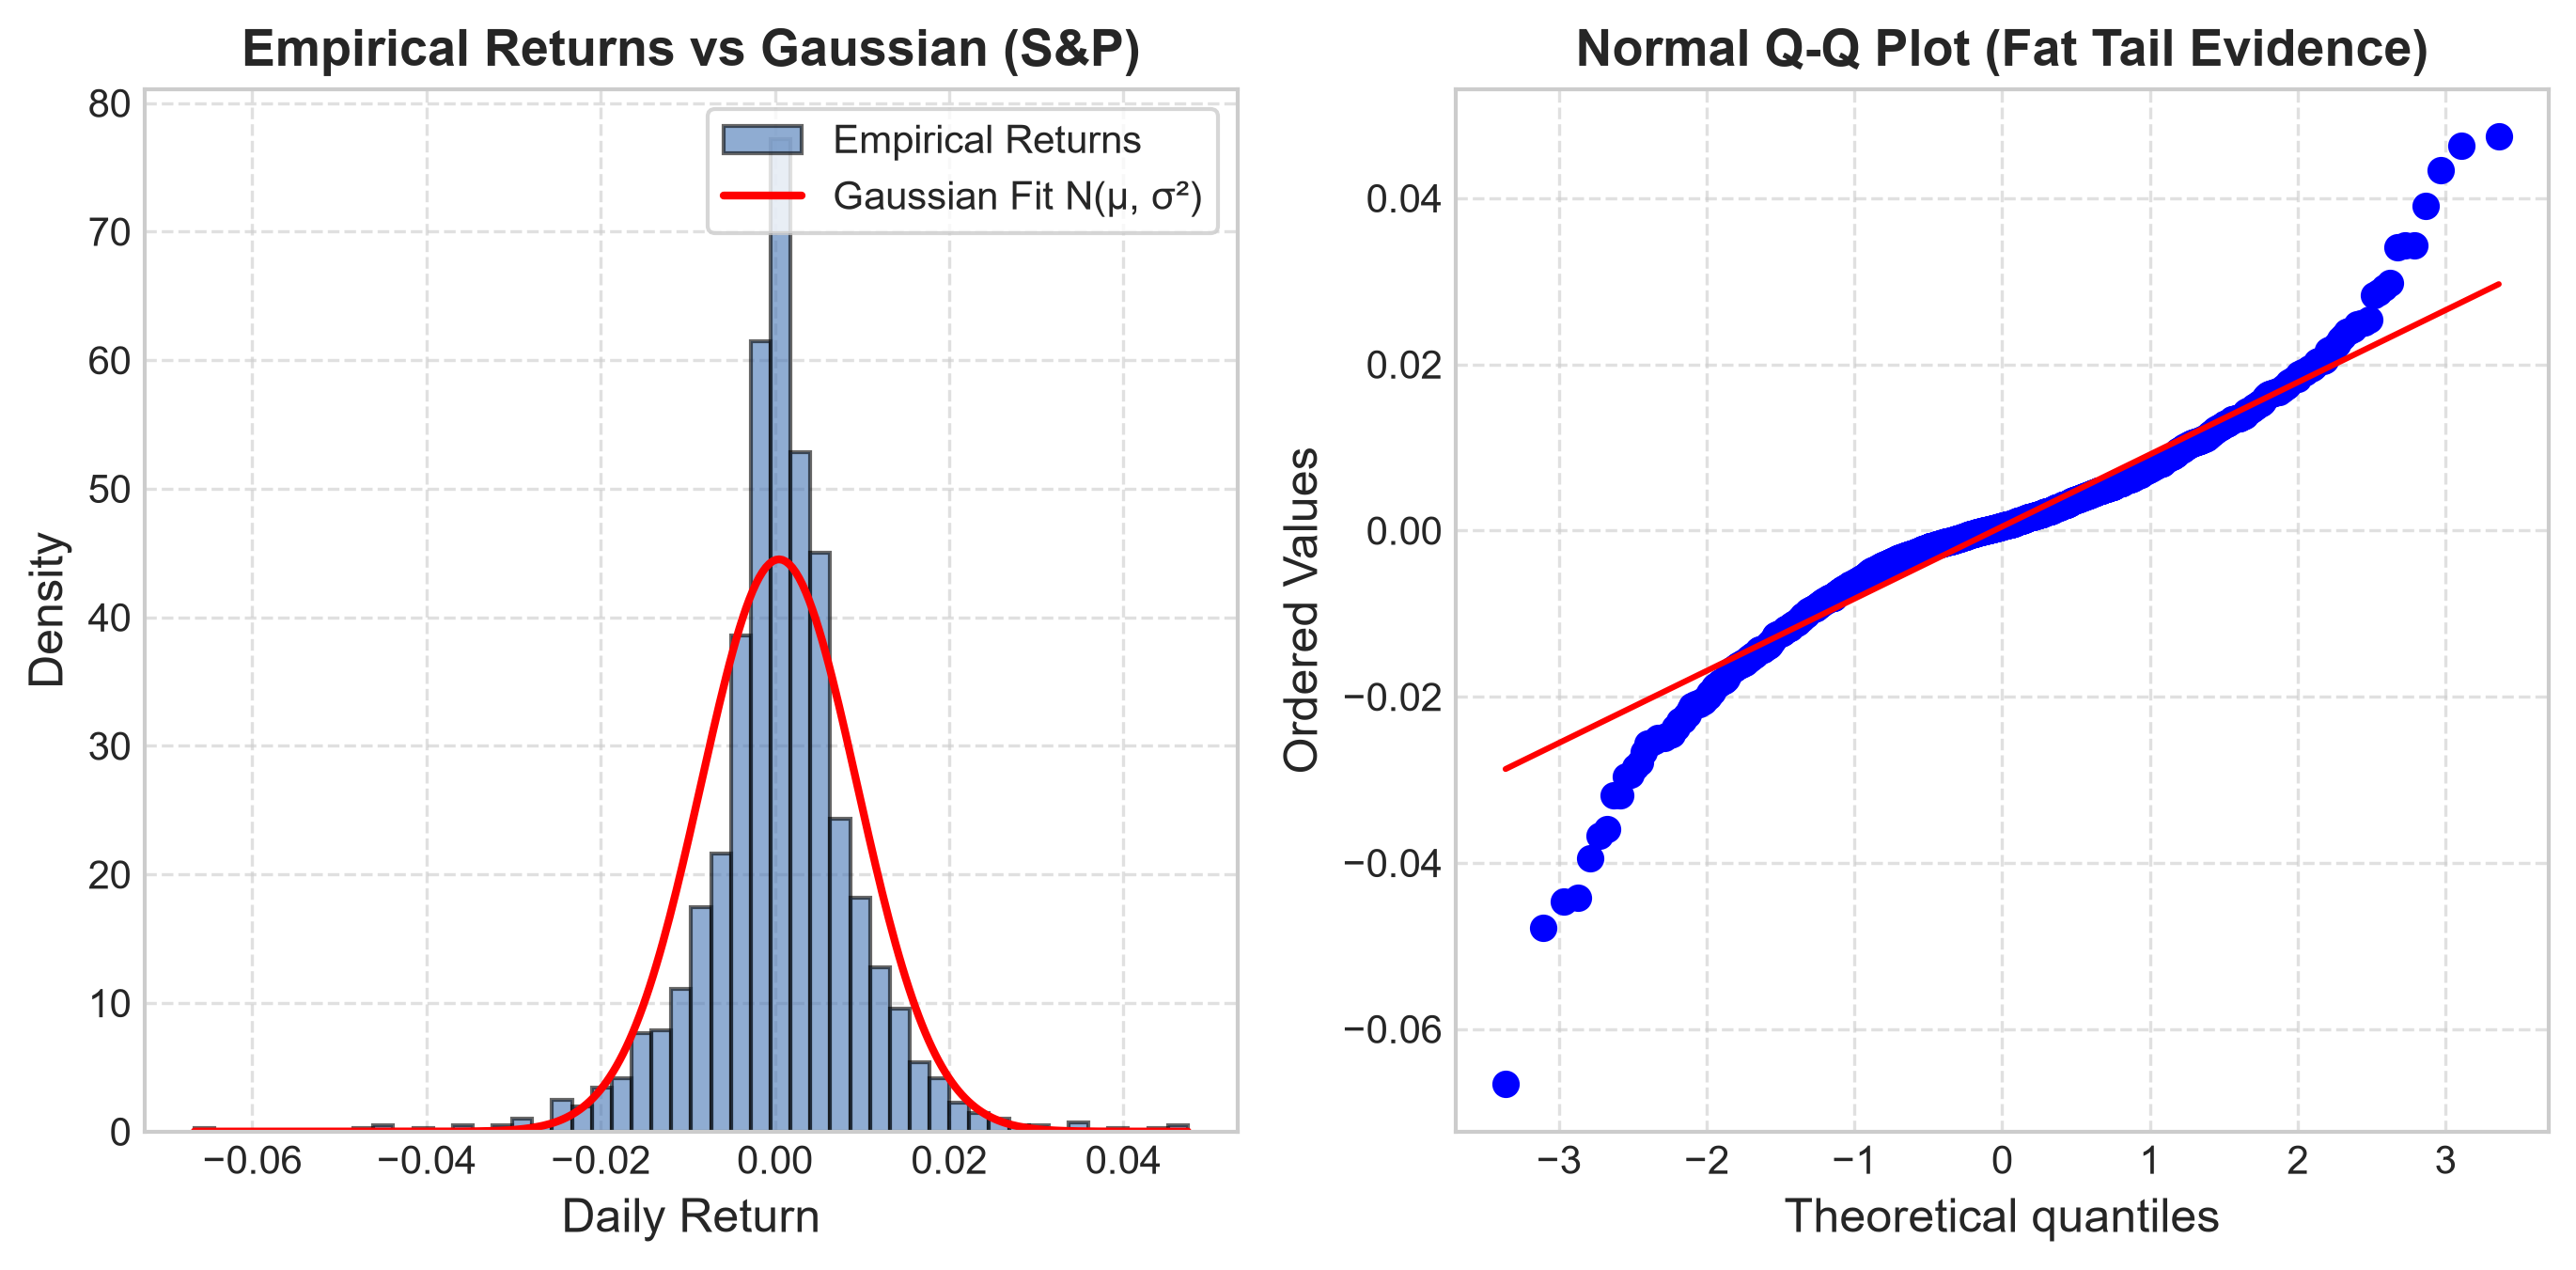 Empirical Returns vs Gaussian (S&P)
80
70
60
50
40
30
20
10
0
Density
Empirical Returns
Gaussian Fit N(μ, σ²)
−0.06 −0.04 −0.02 0.00 0.02 0.04
Daily Return
Normal Q-Q Plot (Fat Tail Evidence)
0.04
0.02
0.00
−0.02
−0.04
−0.06
Ordered Values
−3 −2 −1 0 1 2 3
Theoretical quantiles